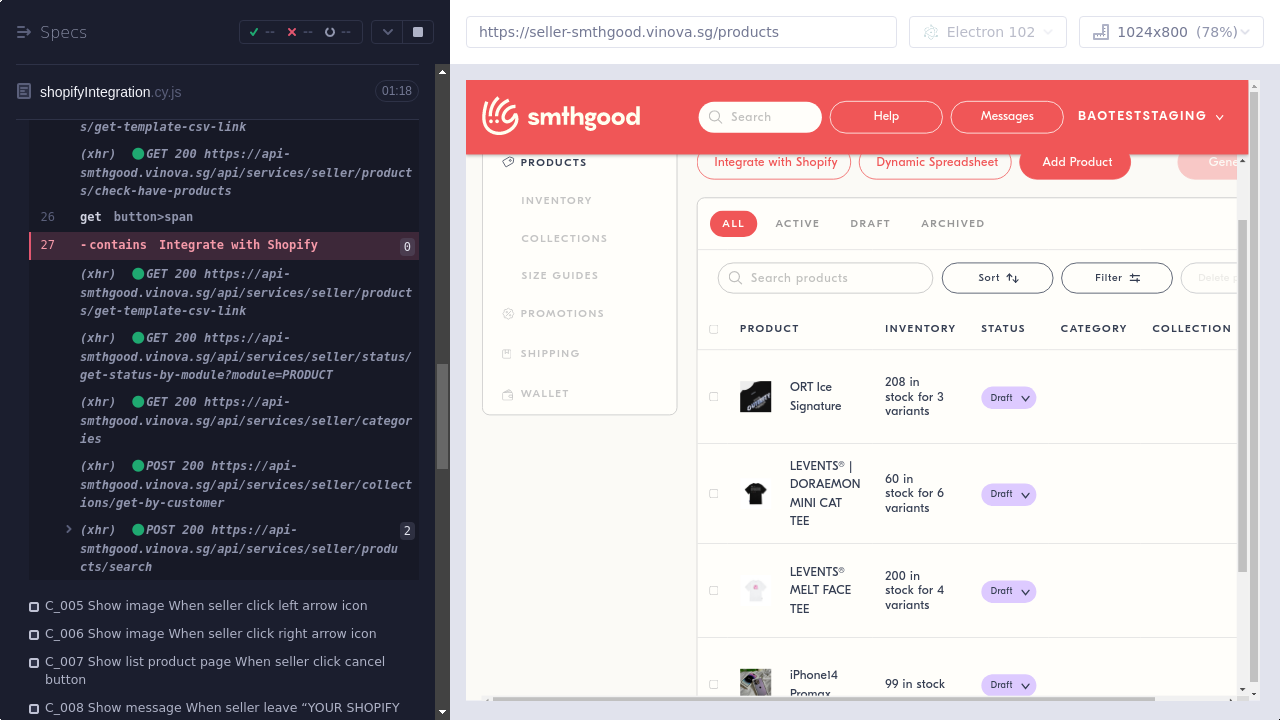 Specs
-- -- --
shopifyIntegration.cy.js
01:18
s/get-template-csv-link
(xhr) GET 200 https://api-
smthgood.vinova.sg/api/services/seller/product
s/check-have-products
26 get button>span
27 -contains Integrate with Shopify 0
(xhr) GET 200 https://api-
smthgood.vinova.sg/api/services/seller/product
s/get-template-csv-link
(xhr) GET 200 https://api-
smthgood.vinova.sg/api/services/seller/status/
get-status-by-module?module=PRODUCT
(xhr) GET 200 https://api-
smthgood.vinova.sg/api/services/seller/categor
ies
(xhr) POST 200 https://api-
smthgood.vinova.sg/api/services/seller/collect
ions/get-by-customer
(xhr) POST 200 https://api- 2
smthgood.vinova.sg/api/services/seller/produ
cts/search
C_005 Show image When seller click left arrow icon
C_006 Show image When seller click right arrow icon
C_007 Show list product page When seller click cancel
button
C_008 Show message When seller leave “YOUR SHOPIFY
https://seller-smthgood.vinova.sg/products
Electron 102
1024x800 (78%)
smthgood
Search
Help
Messages
BAOTESTSTAGING
PRODUCTS
INVENTORY
COLLECTIONS
SIZE GUIDES
PROMOTIONS
SHIPPING
WALLET
Integrate with Shopify
Dynamic Spreadsheet
Add Product
Gene
ALL ACTIVE DRAFT ARCHIVED
Search products
Sort
Filter
Delete p
PRODUCT INVENTORY STATUS CATEGORY COLLECTION
ORT Ice
Signature
208 in
stock for 3
variants
Draft
LEVENTS® |
DORAEMON
MINI CAT
TEE
60 in
stock for 6
variants
Draft
LEVENTS®
MELT FACE
TEE
200 in
stock for 4
variants
Draft
iPhone14
Promax
99 in stock
Draft